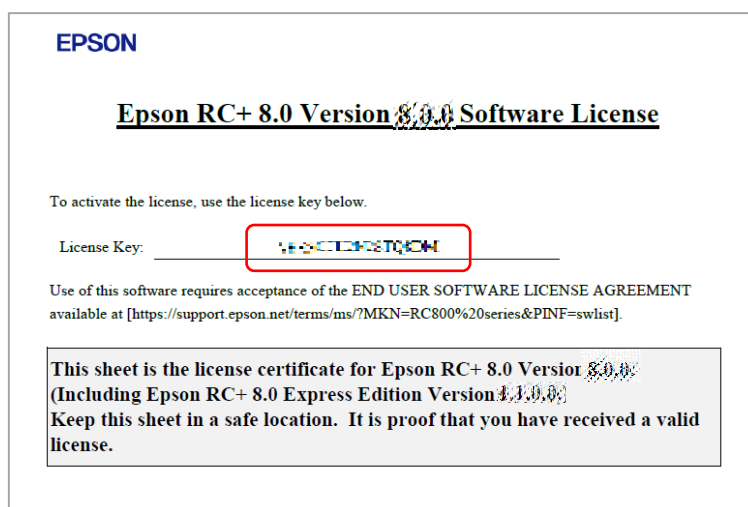 EPSON
Epson RC+ 8.0 Version Software License
To activate the license, use the license key below.
License Key:
Use of this software requires acceptance of the END USER SOFTWARE LICENSE AGREEMENT
available at [https://support.epson.net/terms/ms/?MKN=RC800%20series&PINF=swlist].
This sheet is the license certificate for Epson RC+ 8.0 Version
(Including Epson RC+ 8.0 Express Edition Version
Keep this sheet in a safe location.  It is proof that you have received a valid
license.